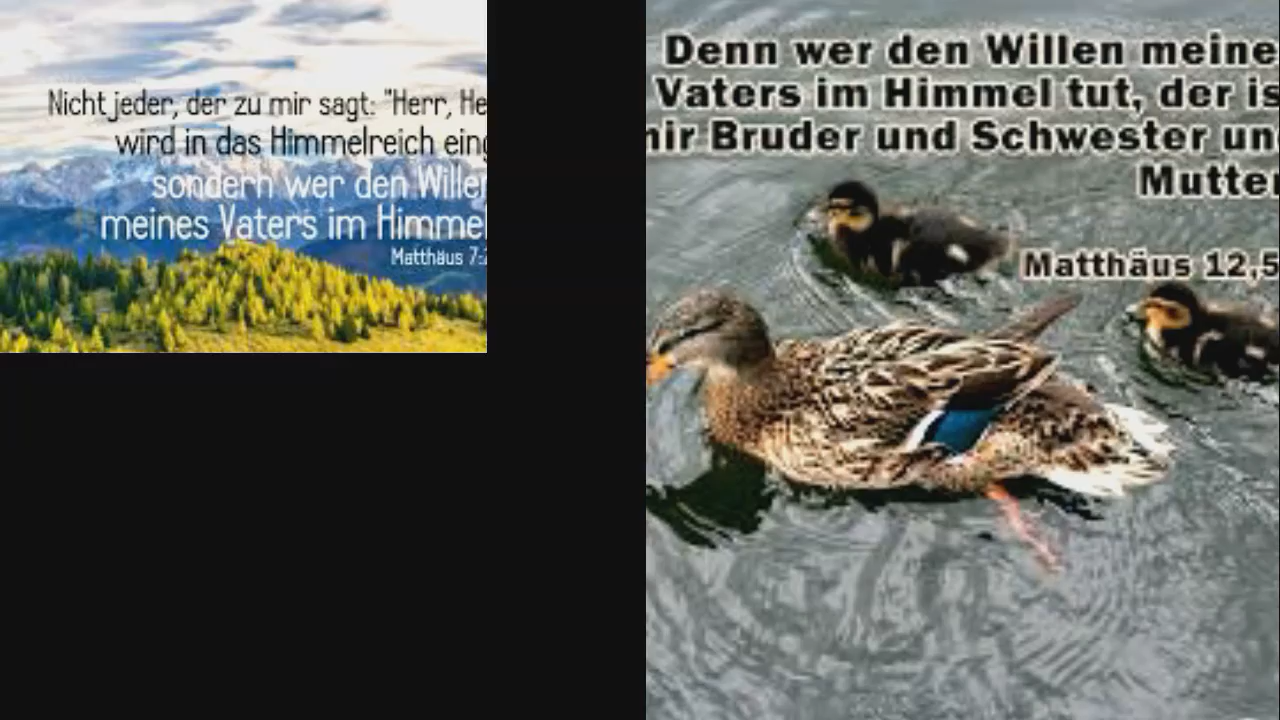 Nicht jeder, der zu mir sagt: "Herr, He
wird in das Himmelreich eing
sondern wer den Willen
meines Vaters im Himmel
Matthäus 7:2
Denn wer den Willen meine
Vaters im Himmel tut, der is
mir Bruder und Schwester un
Mutter
Matthäus 12,5